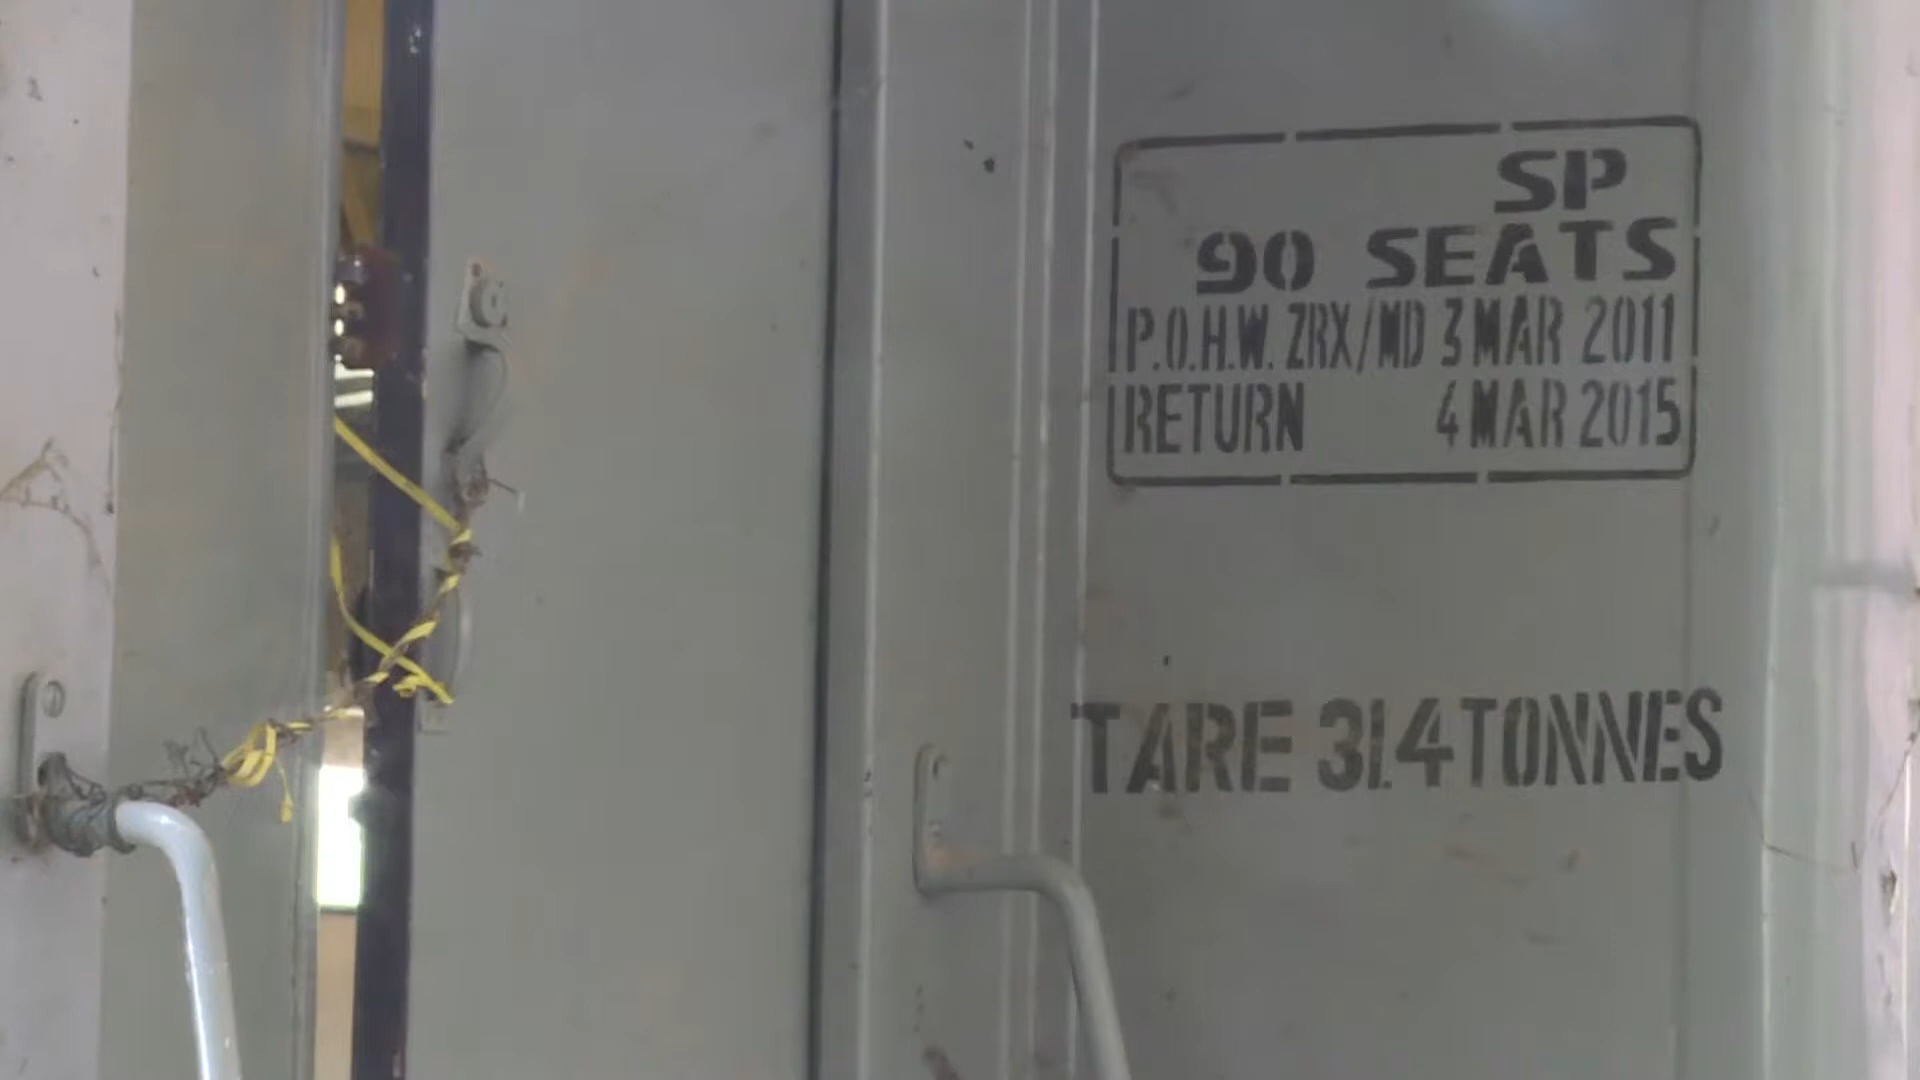 SP
90 SEATS
P.O.H.W. ZRX/MD 3 MAR 2011
RETURN 4 MAR 2015
TARE 31.4 TONNES